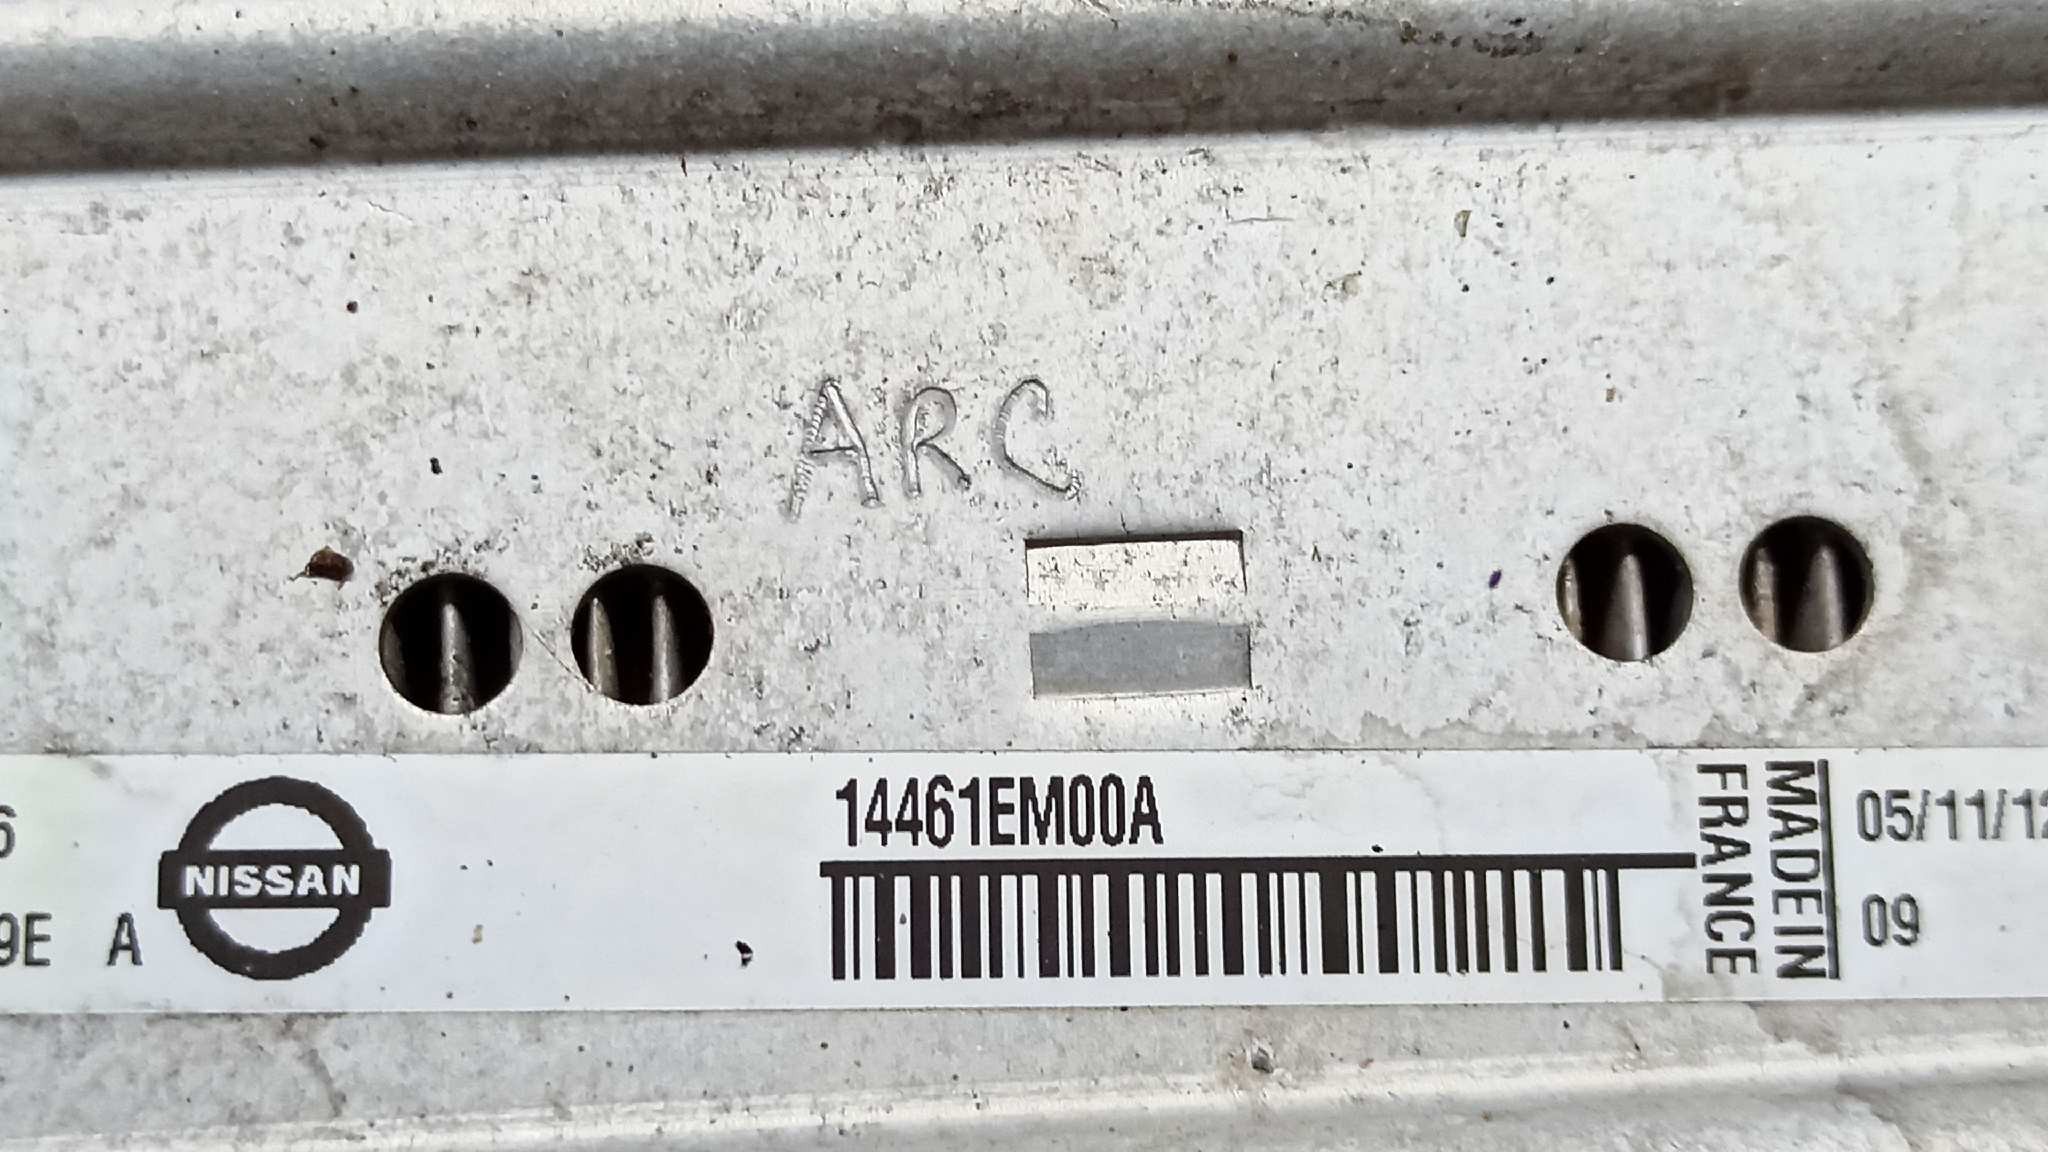 ARC
6
9E A
NISSAN
14461EM00A
MADE IN
FRANCE
05/11/12
09